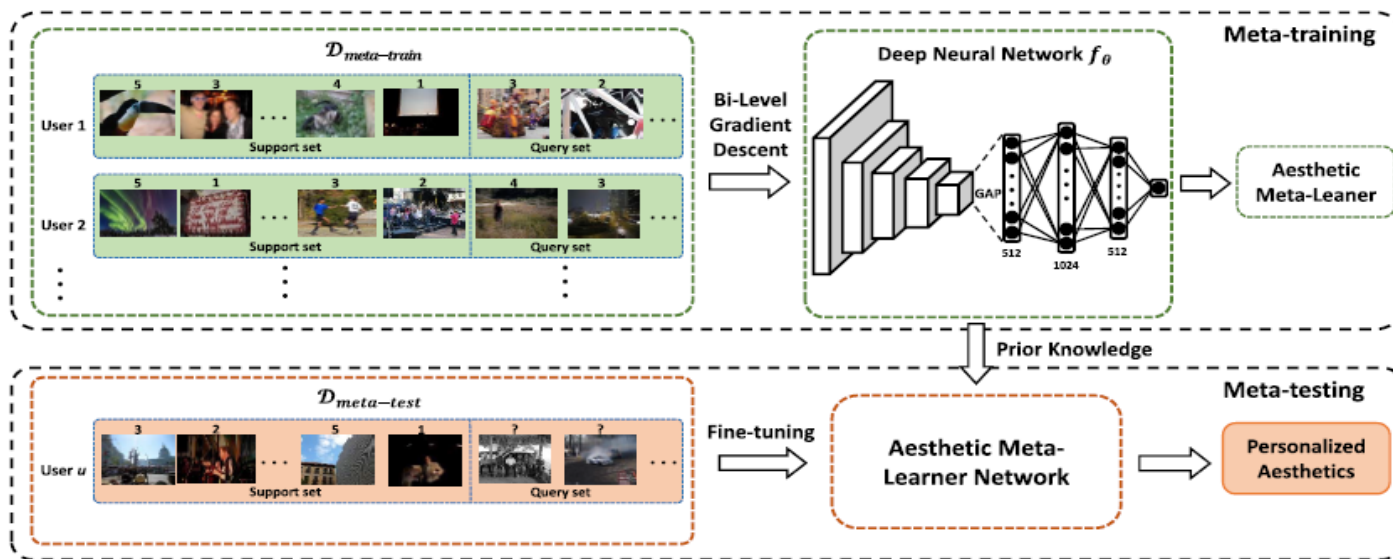 Meta-training
𝒟meta−train
5 3 4 1 3 2
User 1
Support set
Query set
5 1 3 2 4 3
User 2
Support set
Query set
Bi-Level
Gradient
Descent
Deep Neural Network fθ
GAP
512
1024
512
Aesthetic
Meta-Leaner
Prior Knowledge
Meta-testing
𝒟meta−test
3 2 5 1 ? ?
User u
Support set
Query set
Fine-tuning
Aesthetic Meta-
Learner Network
Personalized
Aesthetics